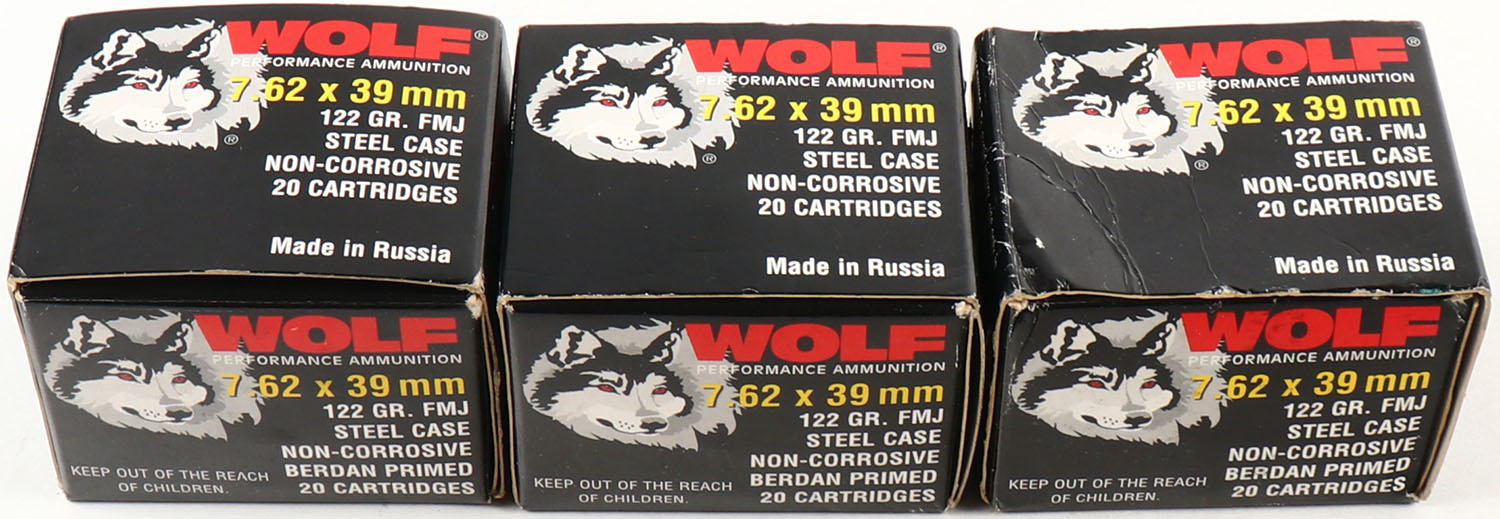 WOLF®
PERFORMANCE AMMUNITION
7.62 x 39 mm
122 GR. FMJ
STEEL CASE
®
NON-CORROSIVE
20 CARTRIDGES
Made in Russia
WOLF
PERFORMANCE AMMUNITION
7.62 x 39 mm
122 GR. FMJ
STEEL CASE
NON-CORROSIVE
BERDAN PRIMED
20 CARTRIDGES
KEEP OUT OF THE REACH
OF CHILDREN.
WOLF®
PERFORMANCE AMMUNITION
7.62 x 39 mm
122 GR. FMJ
STEEL CASE
®
NON-CORROSIVE
20 CARTRIDGES
Made in Russia
WOLF
PERFORMANCE AMMUNITION
7.62 x 39 mm
122 GR. FMJ
STEEL CASE
NON-CORROSIVE
BERDAN PRIMED
20 CARTRIDGES
KEEP OUT OF THE REACH
OF CHILDREN.
WOLF®
PERFORMANCE AMMUNITION
7.62 x 39 mm
122 GR. FMJ
STEEL CASE
®
NON-CORROSIVE
20 CARTRIDGES
Made in Russia
WOLF
PERFORMANCE AMMUNITION
7.62 x 39 mm
122 GR. FMJ
STEEL CASE
NON-CORROSIVE
BERDAN PRIMED
20 CARTRIDGES
KEEP OUT OF THE REACH
OF CHILDREN.